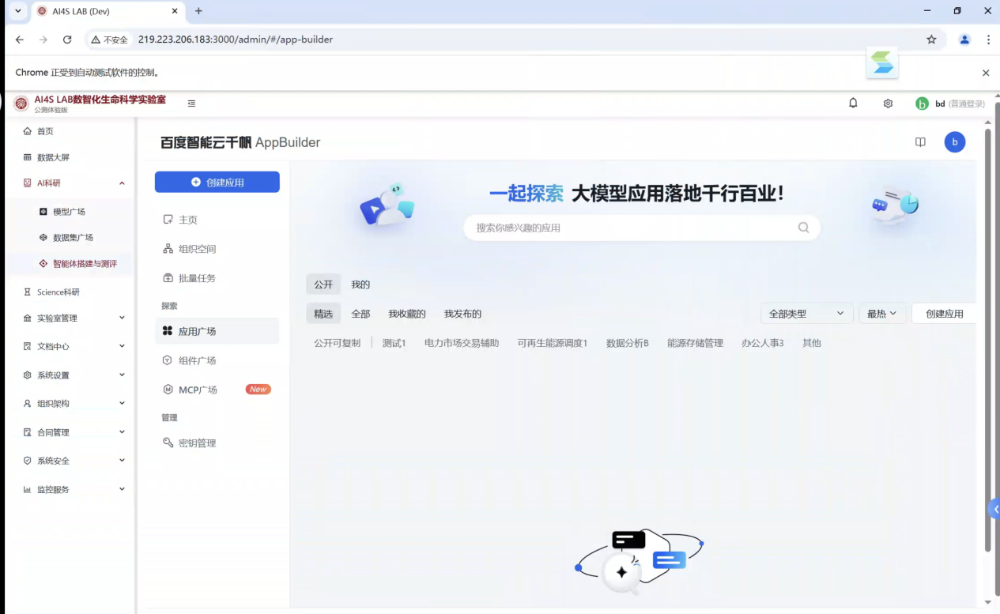 AI4S LAB (Dev)
不安全 219.223.206.183:3000/admin/#/app-builder
Chrome 正受到自动测试软件的控制。
AI4S LAB数智化生命科学实验室
公测体验版
b bd (普通登录)
首页
数据大屏
AI科研
模型广场
数据集广场
智能体搭建与测评
Science科研
实验室管理
文档中心
系统设置
组织架构
合同管理
系统安全
监控服务
百度智能云千帆 AppBuilder
b
创建应用
主页
组织空间
批量任务
探索
应用广场
组件广场
MCP广场 New
管理
密钥管理
一起探索 大模型应用落地千行百业!
搜索你感兴趣的应用
公开 我的
精选 全部 我收藏的 我发布的 全部类型 最热 创建应用
公开可复制 测试1 电力市场交易辅助 可再生能源调度1 数据分析B 能源存储管理 办公人事3 其他